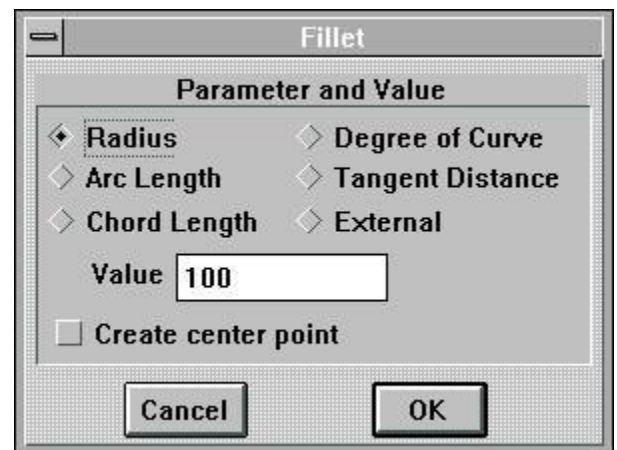 Fillet
Parameter and Value
Radius Degree of Curve
Arc Length Tangent Distance
Chord Length External
Value 100
Create center point
Cancel OK